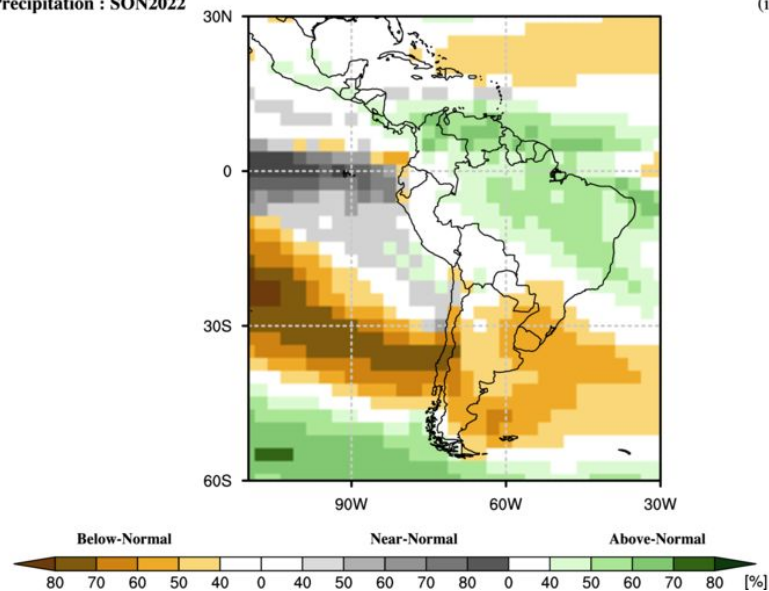 Precipitation : SON2022 (i
30N
0
30S
60S
90W 60W 30W
Below-Normal Near-Normal Above-Normal
80 70 60 50 40 0 40 50 60 70 80 0 40 50 60 70 80 [%]